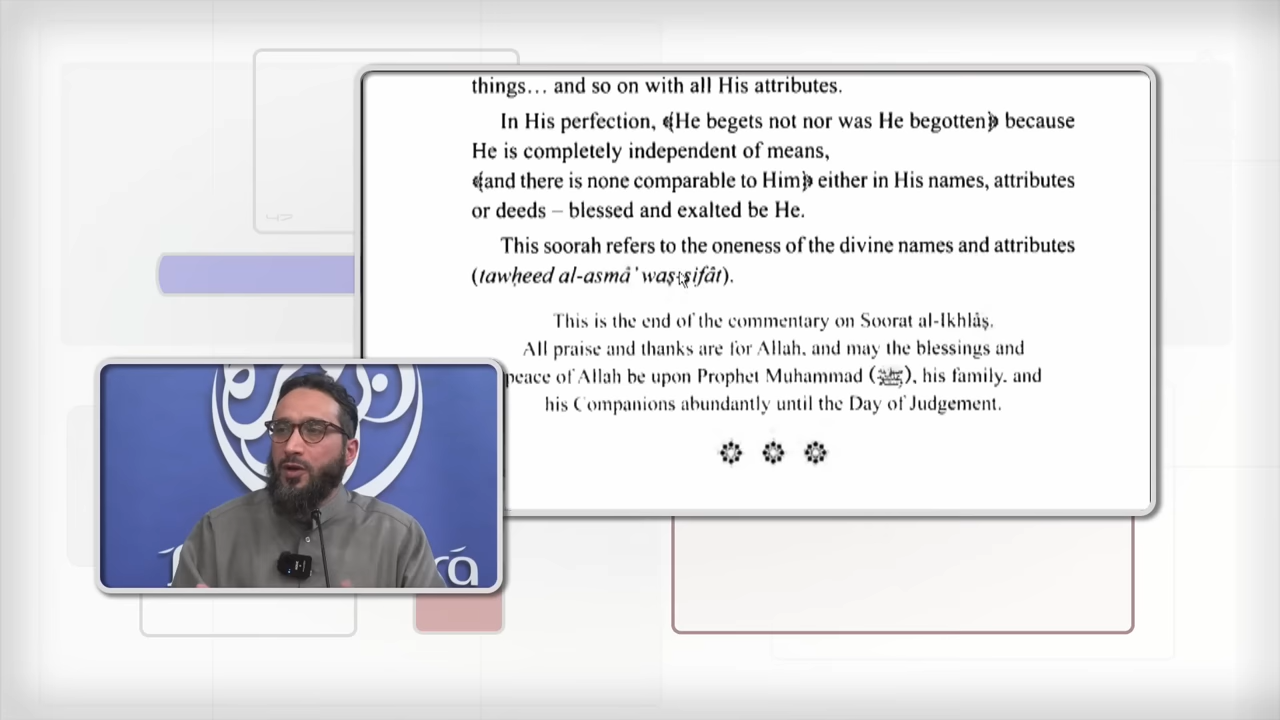 things… and so on with all His attributes.
In His perfection, ﴾He begets not nor was He begotten﴿ because
He is completely independent of means,
﴾and there is none comparable to Him﴿ either in His names, attributes
or deeds – blessed and exalted be He.
This soorah refers to the oneness of the divine names and attributes
(tawḥeed al-asmâ’ waṣ-ṣifât).
This is the end of the commentary on Soorat al-Ikhlâṣ.
All praise and thanks are for Allah, and may the blessings and
peace of Allah be upon Prophet Muhammad (ﷺ), his family, and
his Companions abundantly until the Day of Judgement.